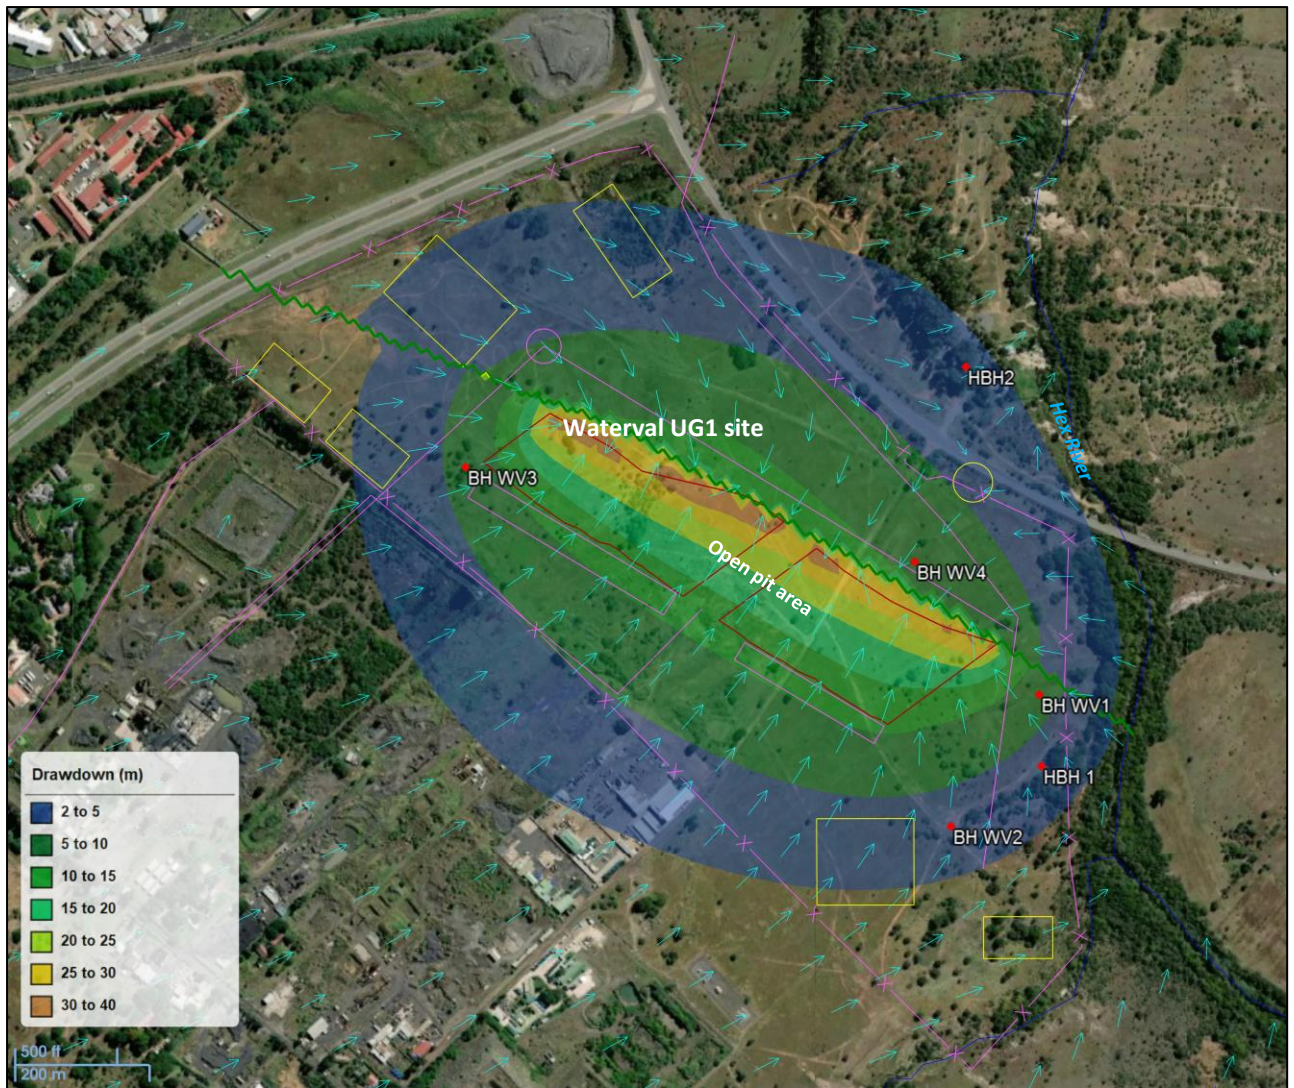 HBH2
Hex River
Waterval UG1 site
BH WV3
Open pit area
BH WV4
BH WV1
HBH 1
BH WV2
Drawdown (m)
2 to 5
5 to 10
10 to 15
15 to 20
20 to 25
25 to 30
30 to 40
500 ft
200 m